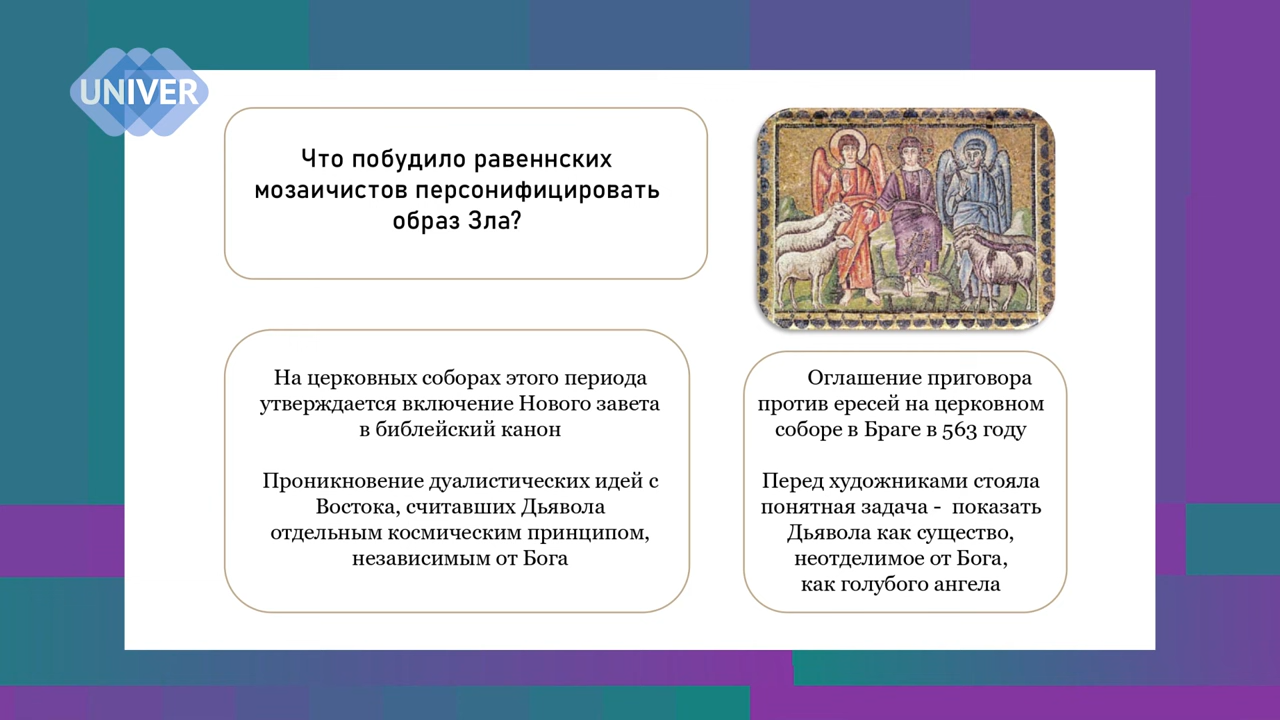 UNIVER
Что побудило равеннских
мозаичистов персонифицировать
образ Зла?
На церковных соборах этого периода
утверждается включение Нового завета
в библейский канон
Проникновение дуалистических идей с
Востока, считавших Дьявола
отдельным космическим принципом,
независимым от Бога
Оглашение приговора
против ересей на церковном
соборе в Браге в 563 году
Перед художниками стояла
понятная задача - показать
Дьявола как существо,
неотделимое от Бога,
как голубого ангела